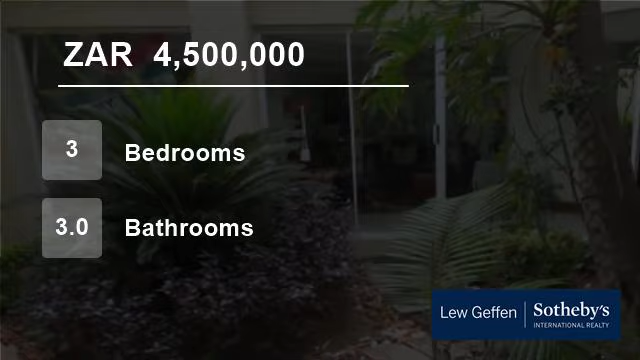 ZAR 4,500,000
3 Bedrooms
3.0 Bathrooms
Lew Geffen Sotheby's
INTERNATIONAL REALTY